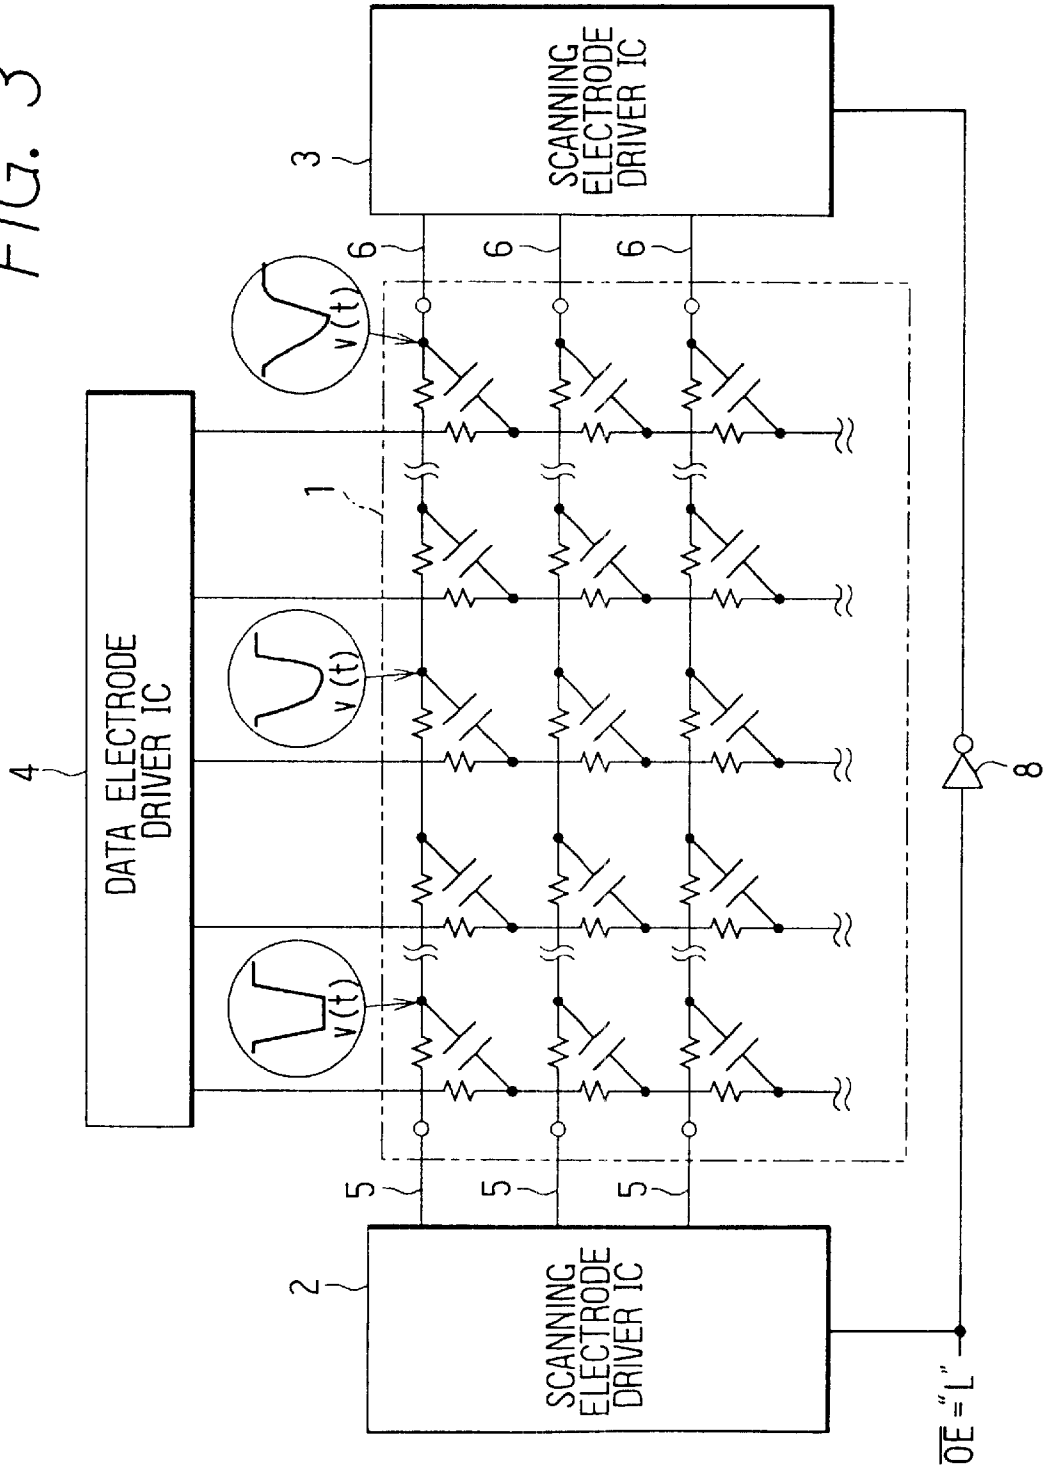 FIG. 3
4
DATA ELECTRODE
DRIVER IC
2
1
3
V(t)
V(t)
V(t)
5
6
5
6
5
6
SCANNING
ELECTRODE
DRIVER IC
SCANNING
ELECTRODE
DRIVER IC
O̅E̅="L"
8